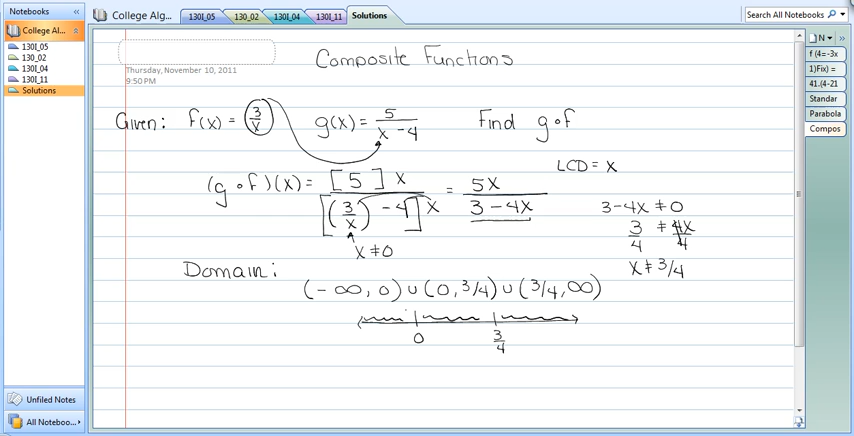 Notebooks «
College Alg...
130I_05
130_02
130I_04
130I_11
Solutions
Unfiled Notes
All Noteboo...
College Alg...
130I_05
130_02
130I_04
130I_11
Solutions
Search All Notebooks
N »
f (4=-3x
1)F(x) =
41.(4-21
Standar
Parabola
Compos
Thursday, November 10, 2011
9:50 PM
Composite Functions
Given: f(x) = 3/x g(x) = 5/(x-4) Find g∘f
LCD = x
(g∘f)(x) = [5]x / [(3/x) - 4]x = 5x / (3-4x)
x ≠ 0
3-4x ≠ 0
3/4 ≠ 4x/4
x ≠ 3/4
Domain:
(-∞, 0) ∪ (0, 3/4) ∪ (3/4, ∞)
0 3/4